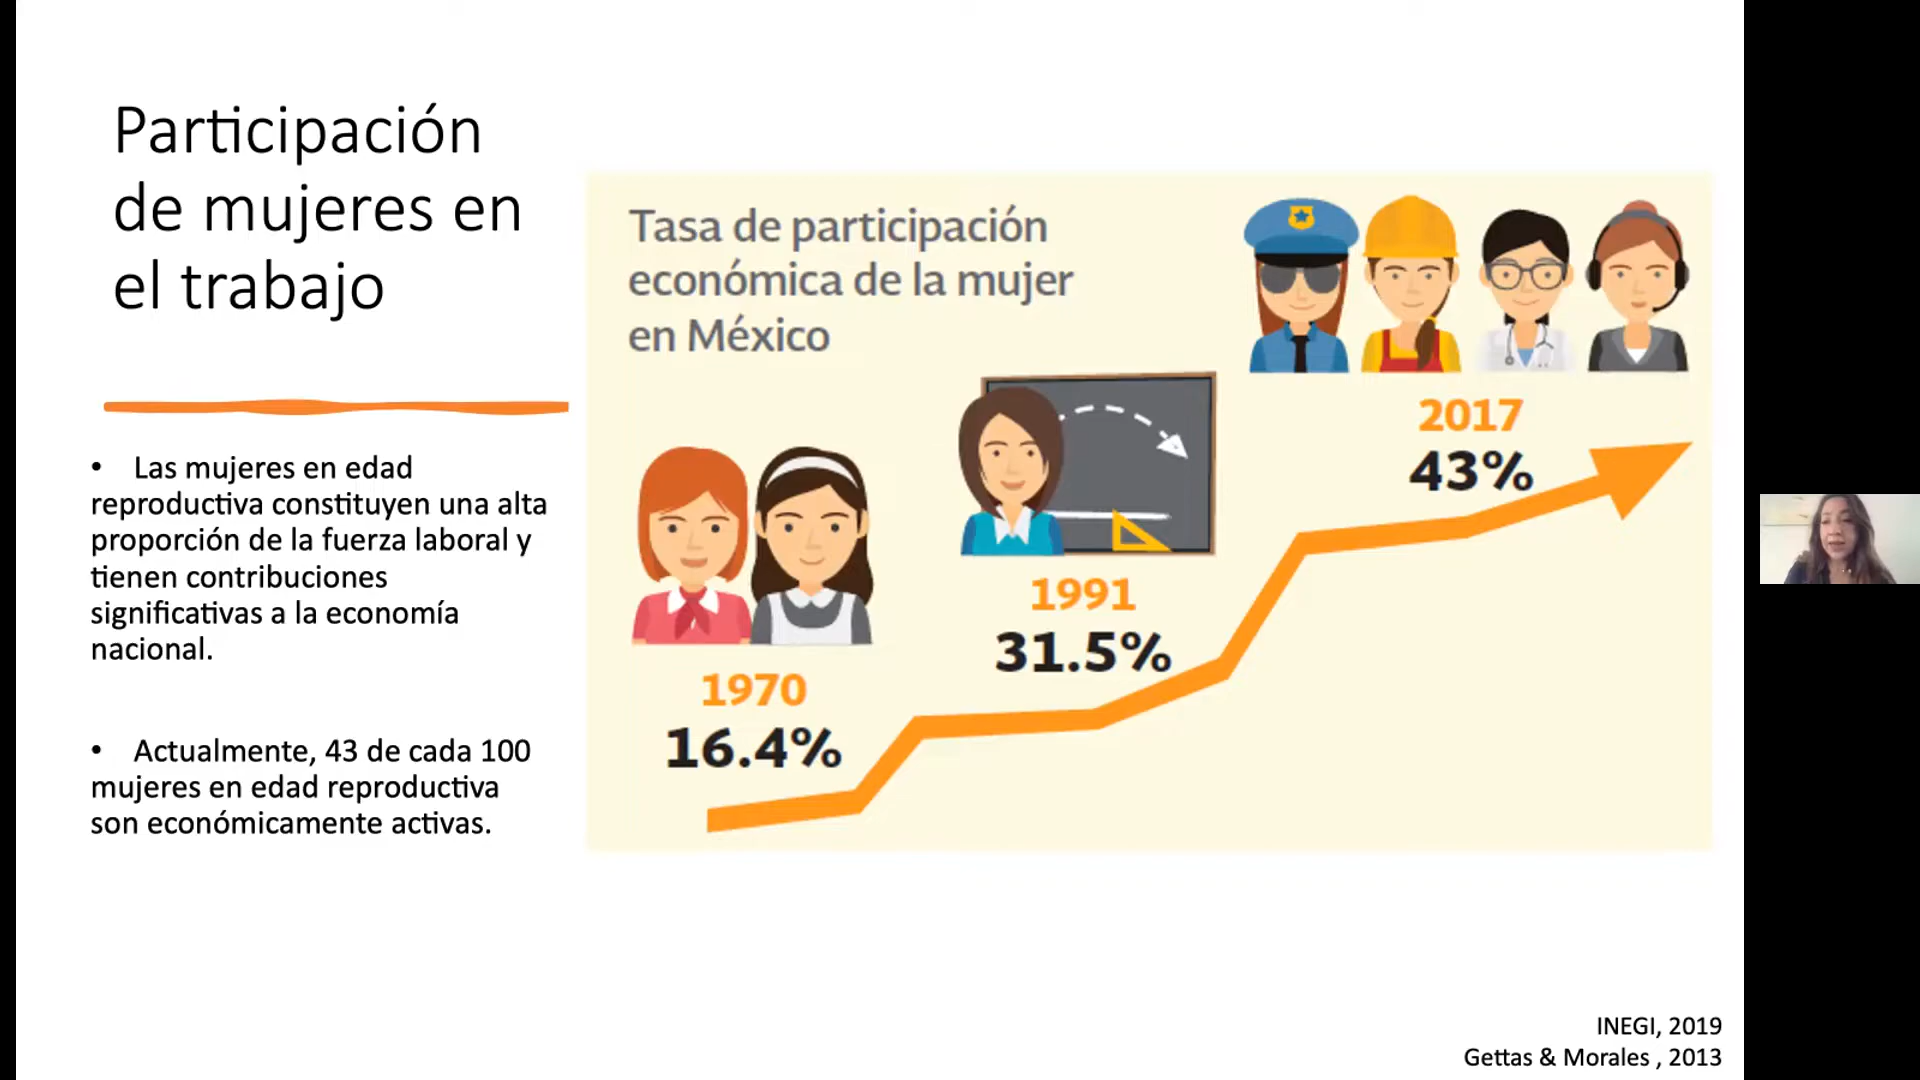 Participación
de mujeres en
el trabajo
• Las mujeres en edad
reproductiva constituyen una alta
proporción de la fuerza laboral y
tienen contribuciones
significativas a la economía
nacional.
• Actualmente, 43 de cada 100
mujeres en edad reproductiva
son económicamente activas.
Tasa de participación
económica de la mujer
en México
1970
16.4%
1991
31.5%
2017
43%
INEGI, 2019
Gettas & Morales , 2013